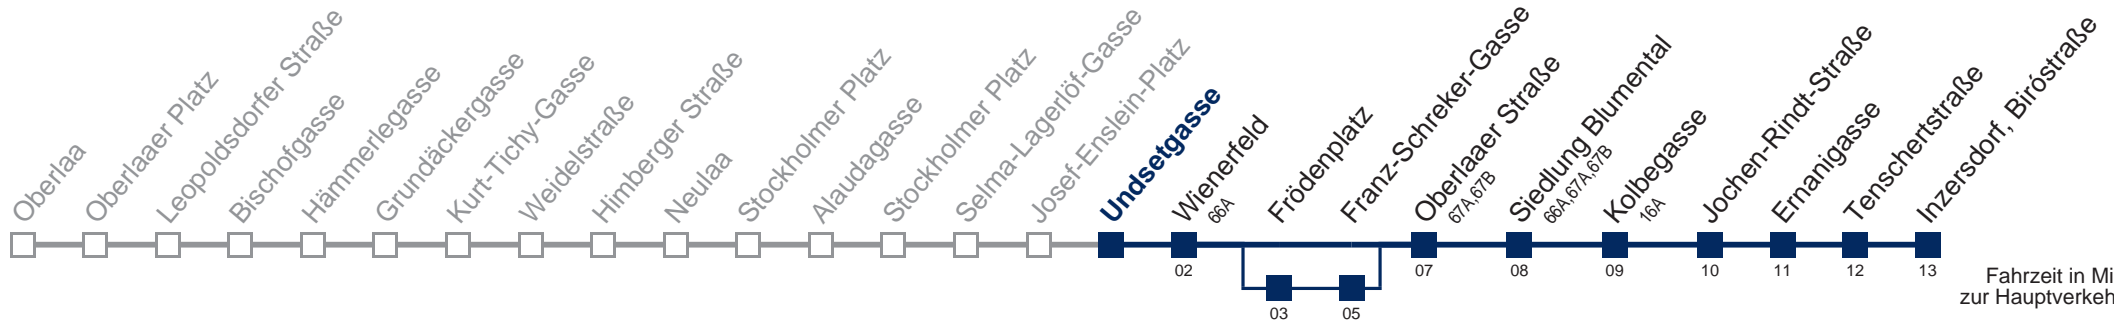 Oberlaa
Oberlaaer Platz
Leopoldsdorfer Straße
Bischofgasse
Hämmerlegasse
Grundäckergasse
Kurt-Tichy-Gasse
Weidelstraße
Himberger Straße
Neulaa
Stockholmer Platz
Alaudagasse
Stockholmer Platz
Selma-Lagerlöf-Gasse
Josef-Enslein-Platz
Undsetgasse
Wienerfeld
66A
Frödenplatz
Franz-Schreker-Gasse
Oberlaaer Straße
67A,67B
Siedlung Blumental
66A,67A,67B
Kolbegasse
16A
Jochen-Rindt-Straße
Ernanigasse
Tenschertstraße
Inzersdorf, Biróstraße
02
03
05
07
08
09
10
11
12
13
Fahrzeit in Mi
zur Hauptverkeh